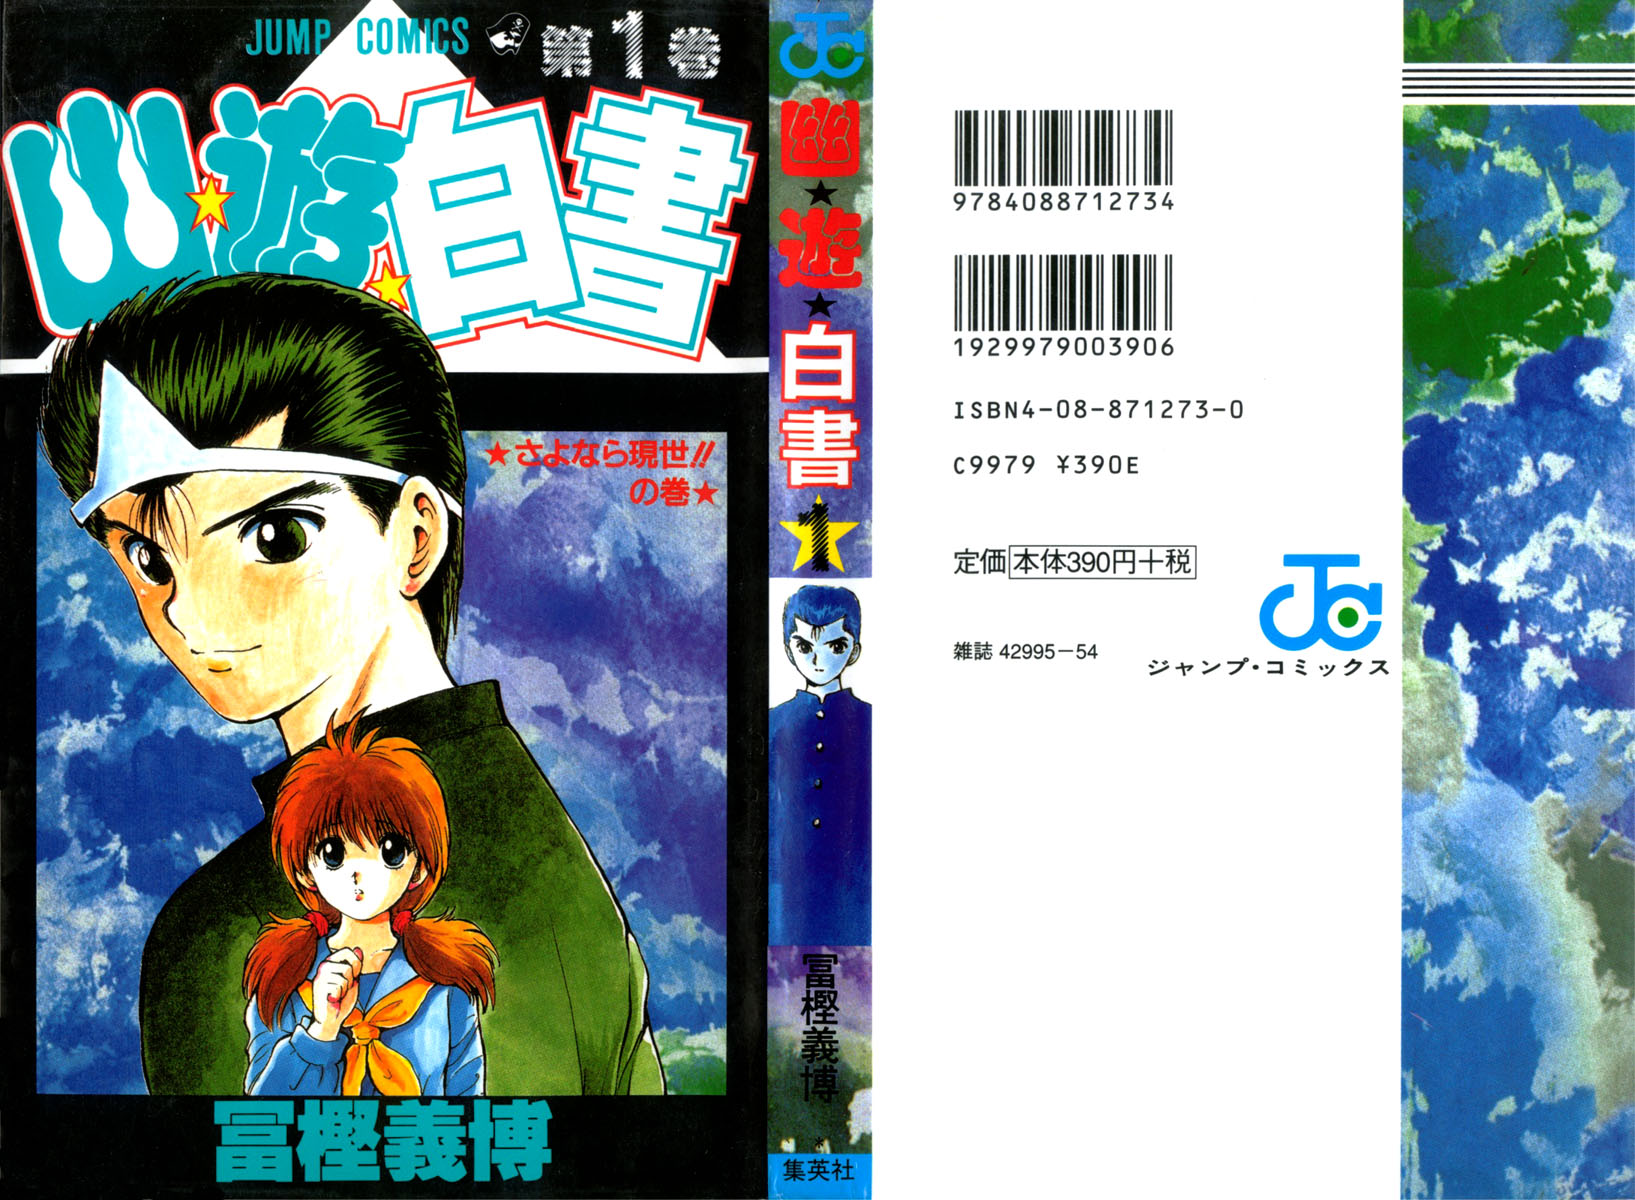 JUMP COMICS
第1巻
幽★遊★白書
★さよなら現世!!
の巻★
冨樫義博
JC
幽★遊★白書
1
冨樫義博
*
集英社
9784088712734
1929979003906
ISBN4-08-871273-0
C9979 ¥390E
定価 本体390円+税
雑誌 42995-54
JC
ジャンプ・コミックス